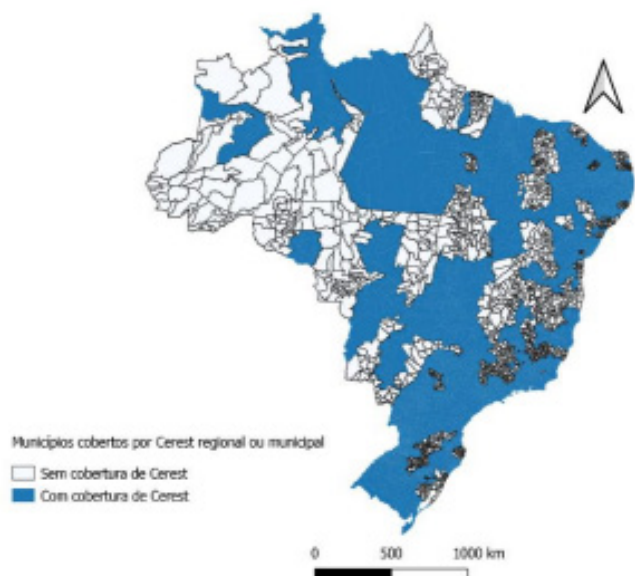 Municípios cobertos por Cerest regional ou municipal
Sem cobertura de Cerest
Com cobertura de Cerest
0 500 1000 km